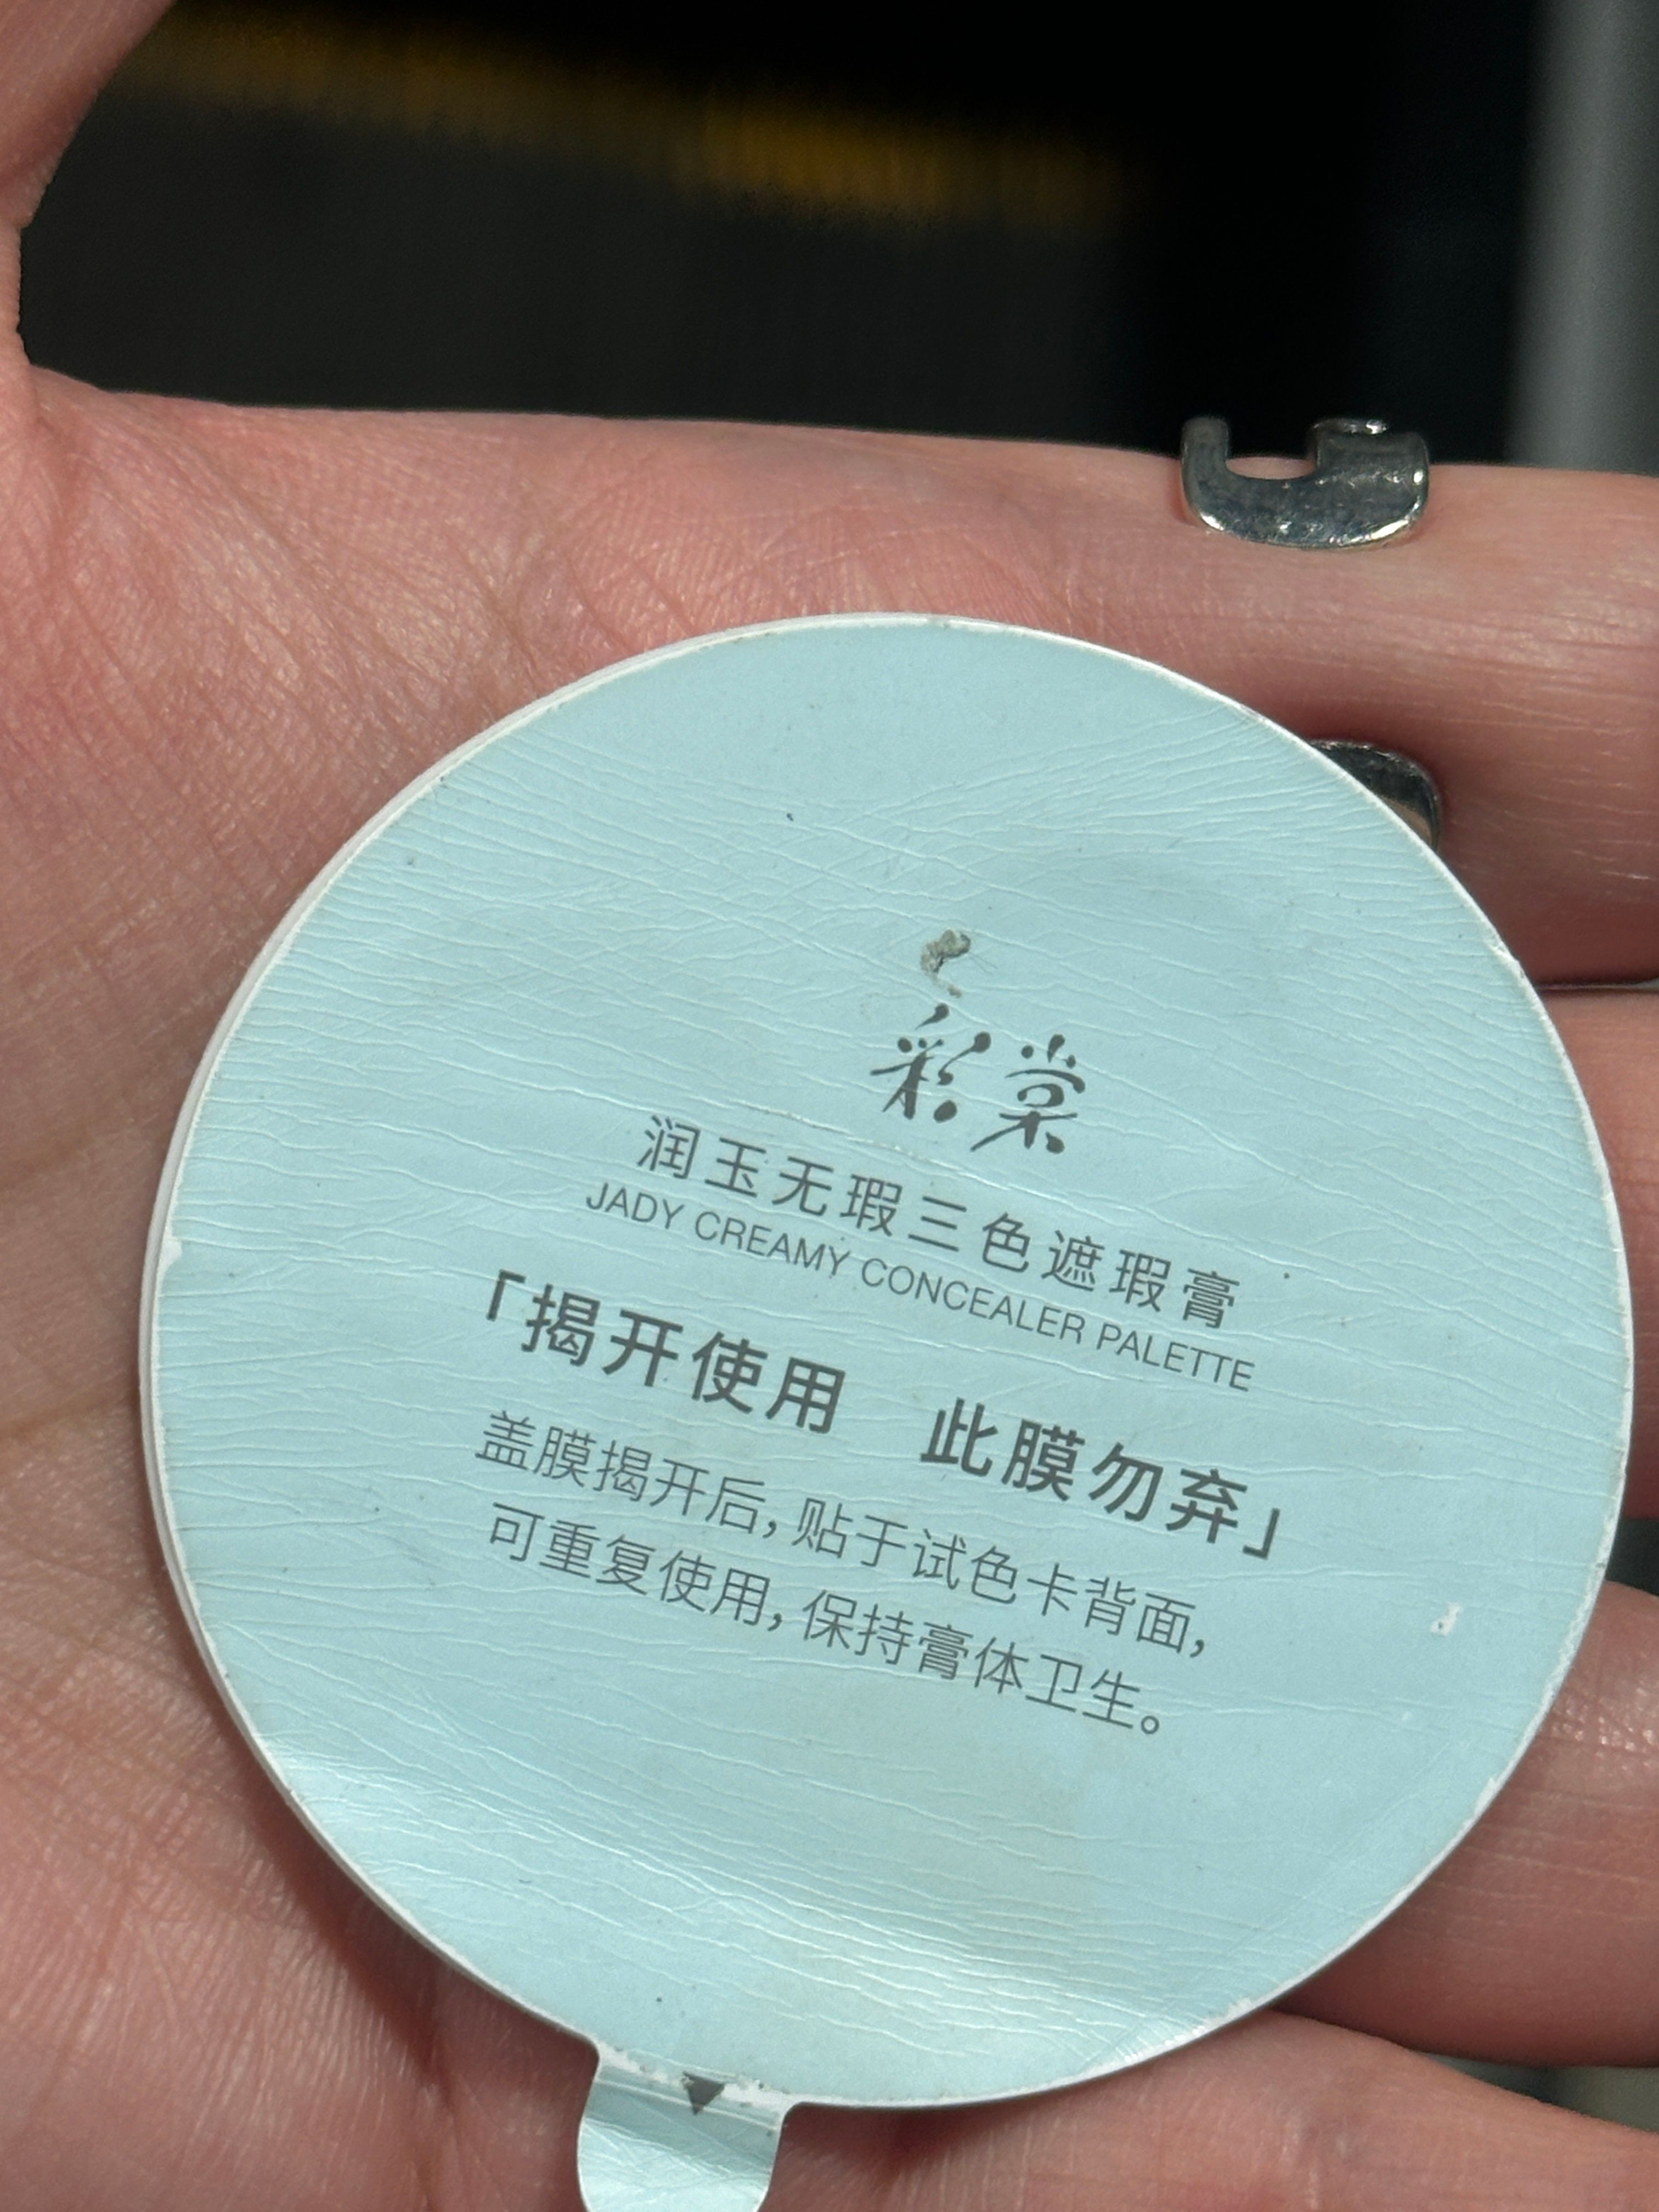 彩棠
润玉无瑕三色遮瑕膏
JADY CREAMY CONCEALER PALETTE
「揭开使用 此膜勿弃」
盖膜揭开后,贴于试色卡背面,
可重复使用,保持膏体卫生。